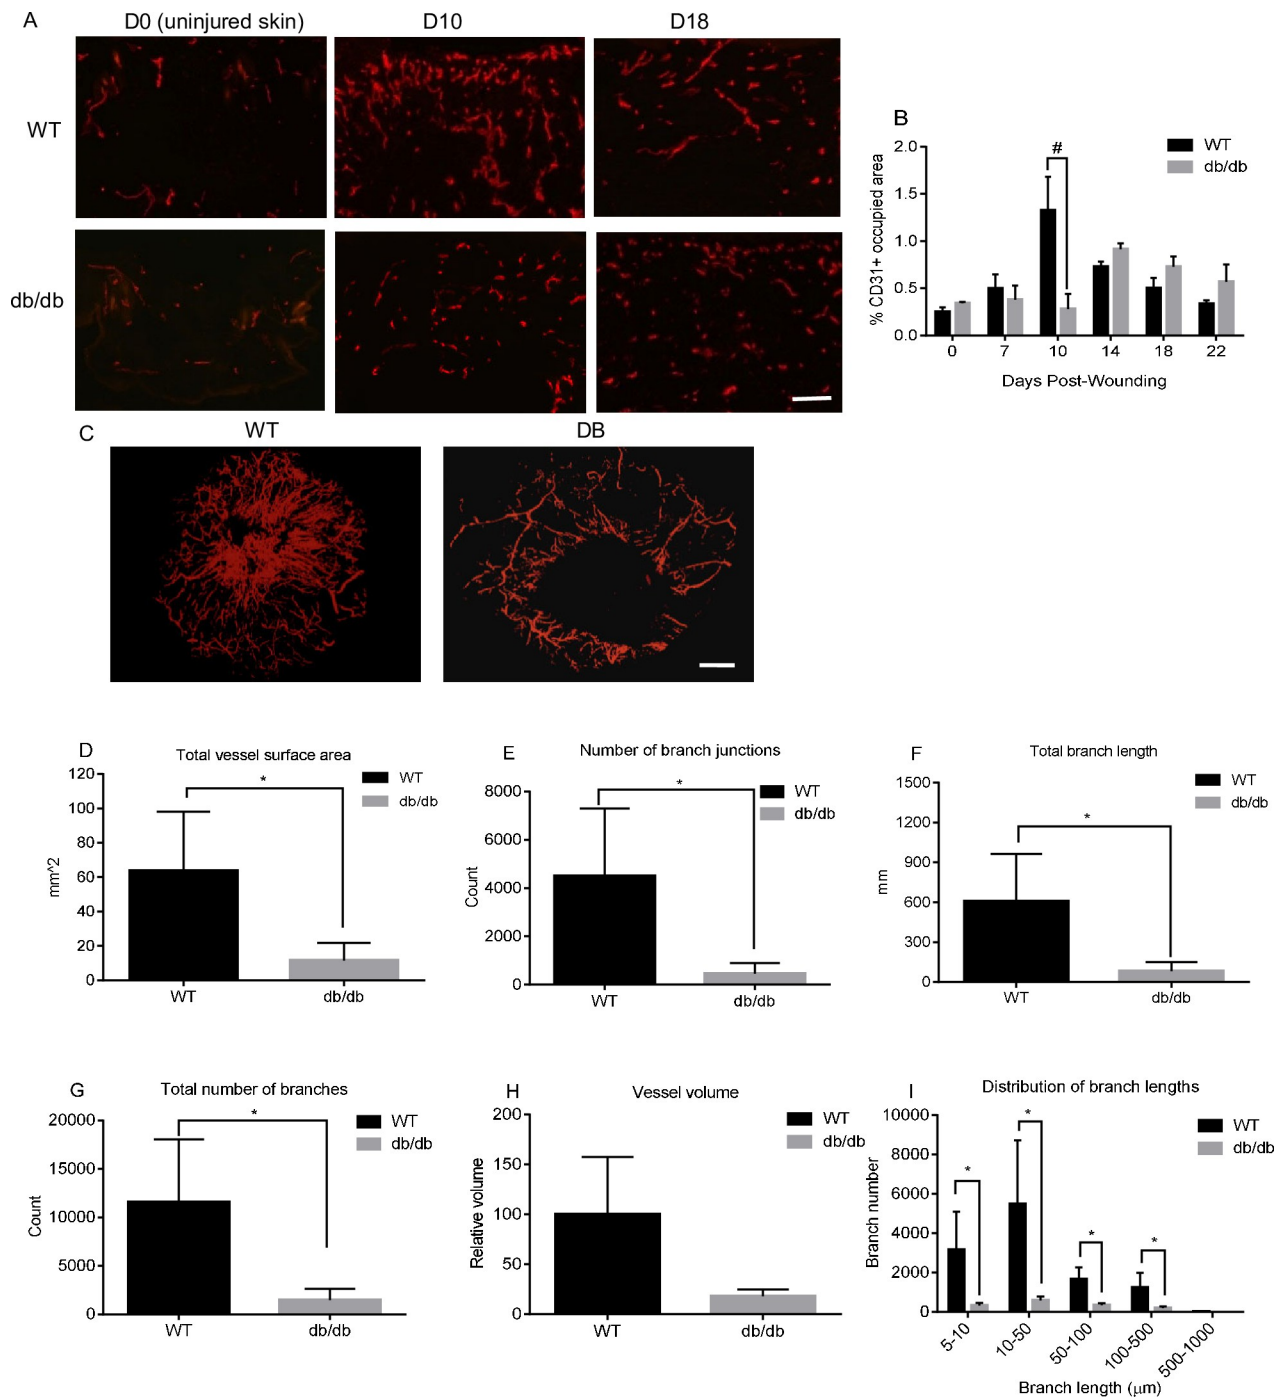 A
D0 (uninjured skin)
D10
D18
WT
db/db
B
% CD31+ occupied area
2.0
1.5
1.0
0.5
0.0
#
WT
db/db
0 7 10 14 18 22
Days Post-Wounding
C
WT
DB
D
Total vessel surface area
mm^2
120
100
80
60
40
20
0
*
WT
db/db
WT db/db
E
Number of branch junctions
Count
8000
6000
4000
2000
0
*
WT
db/db
WT db/db
F
Total branch length
mm
1500
1200
900
600
300
0
*
WT
db/db
WT db/db
G
Total number of branches
Count
20000
15000
10000
5000
0
*
WT
db/db
WT db/db
H
Vessel volume
Relative volume
200
150
100
50
0
WT
db/db
WT db/db
I
Distribution of branch lengths
Branch number
10000
8000
6000
4000
2000
0
*
*
*
*
WT
db/db
5-10 10-50 50-100 100-500 500-1000
Branch length (μm)